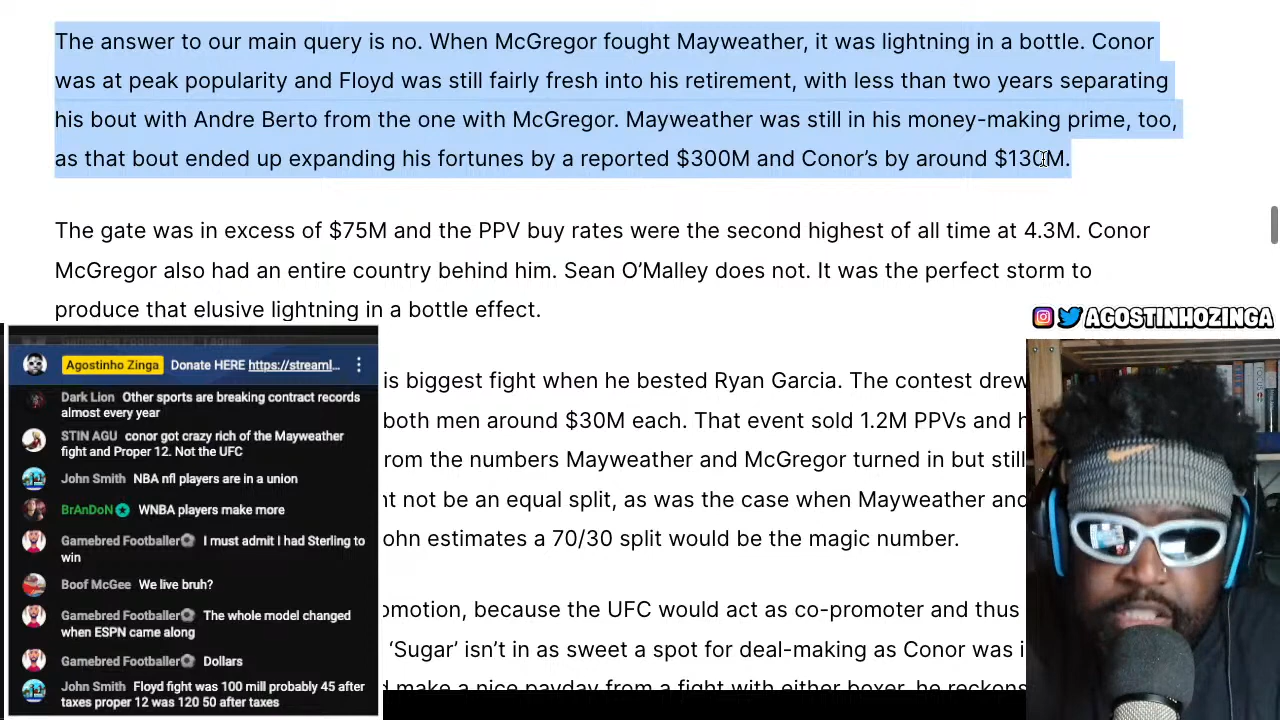 The answer to our main query is no. When McGregor fought Mayweather, it was lightning in a bottle. Conor
was at peak popularity and Floyd was still fairly fresh into his retirement, with less than two years separating
his bout with Andre Berto from the one with McGregor. Mayweather was still in his money-making prime, too,
as that bout ended up expanding his fortunes by a reported $300M and Conor’s by around $130M.
The gate was in excess of $75M and the PPV buy rates were the second highest of all time at 4.3M. Conor
McGregor also had an entire country behind him. Sean O’Malley does not. It was the perfect storm to
produce that elusive lightning in a bottle effect.
is biggest fight when he bested Ryan Garcia. The contest drew
both men around $30M each. That event sold 1.2M PPVs and h
rom the numbers Mayweather and McGregor turned in but still
not be an equal split, as was the case when Mayweather and
ohn estimates a 70/30 split would be the magic number.
omotion, because the UFC would act as co-promoter and thus
‘Sugar’ isn’t in as sweet a spot for deal-making as Conor was i
make a nice payday from a fight with either boxer, he reckons
AGOSTINHOZINGA
Agostinho Zinga Donate HERE https://streaml...
Dark Lion Other sports are breaking contract records
almost every year
STIN AGU conor got crazy rich of the Mayweather
fight and Proper 12. Not the UFC
John Smith NBA nfl players are in a union
BrAnDoN WNBA players make more
Gamebred Footballer I must admit I had Sterling to
win
Boof McGee We live bruh?
Gamebred Footballer The whole model changed
when ESPN came along
Gamebred Footballer Dollars
John Smith Floyd fight was 100 mill probably 45 after
taxes proper 12 was 120 50 after taxes